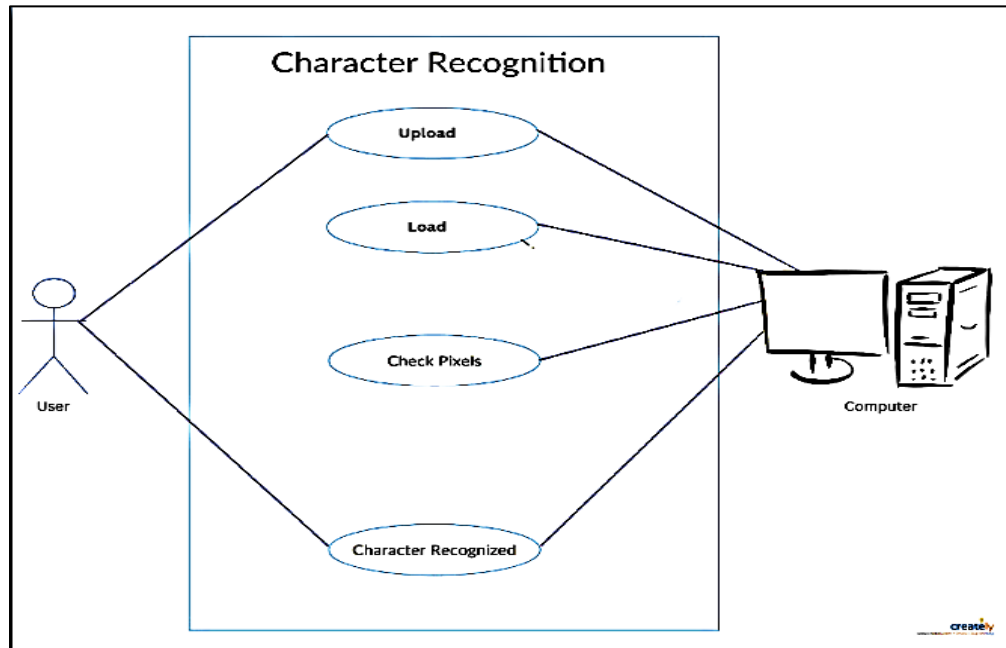 Character Recognition
Upload
Load
Check Pixels
User
Computer
Character Recognized
creately